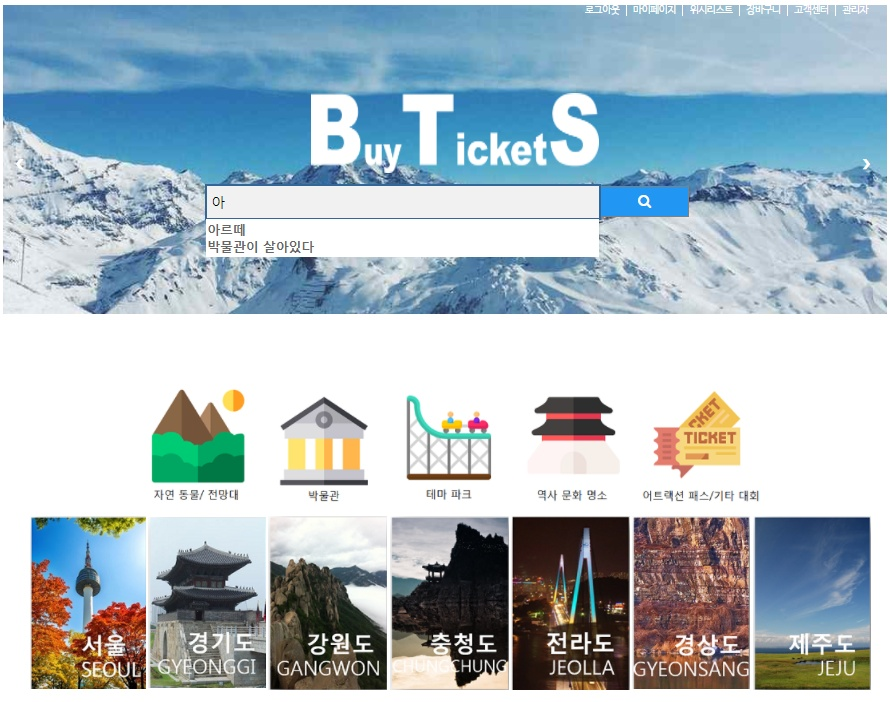 로그아웃 | 마이페이지 | 위시리스트 | 장바구니 | 고객센터 | 관리자
BuyTicketS
아
아르떼
박물관이 살아있다
TICKET
자연 동물/ 전망대
박물관
테마 파크
역사 문화 명소
어트랙션 패스/기타 대회
서울
SEOUL
경기도
GYEONGGI
강원도
GANGWON
충청도
CHUNGCHUNG
전라도
JEOLLA
경상도
GYEONSANG
제주도
JEJU